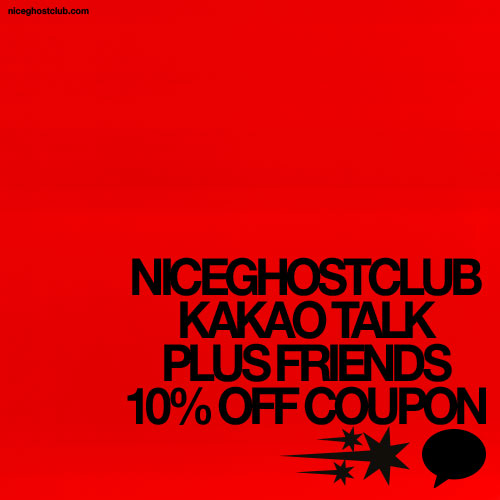 niceghostclub.com
NICEGHOSTCLUB
KAKAO TALK
PLUS FRIENDS
10% OFF COUPON